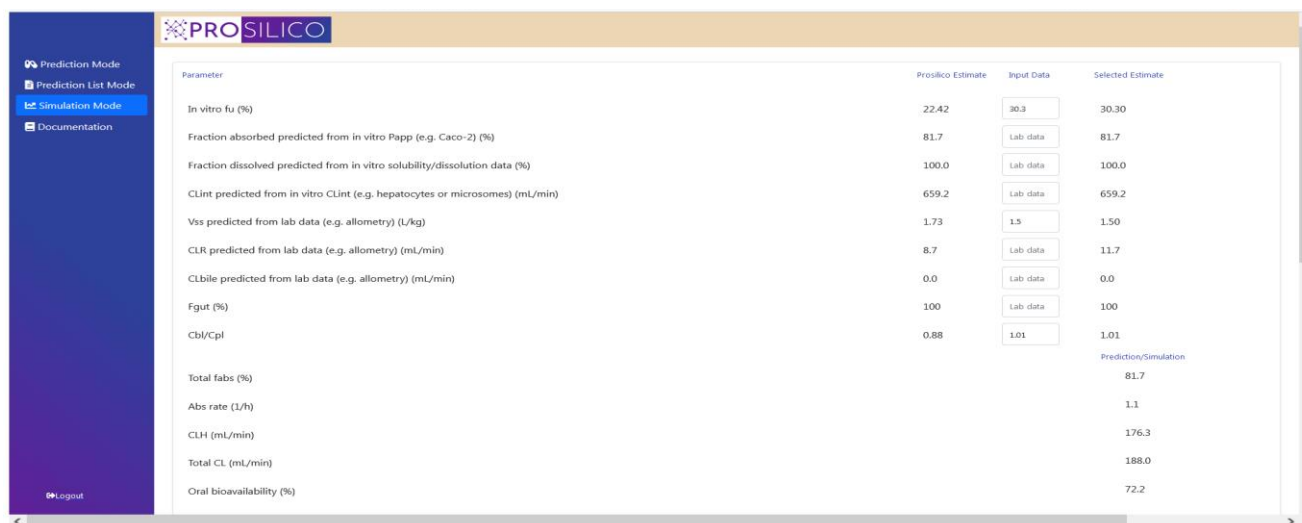 PROSILICO
Prediction Mode
Prediction List Mode
Simulation Mode
Documentation
Logout
Parameter Prosilico Estimate Input Data Selected Estimate
In vitro fu (%) 22.42 30.3 30.30
Fraction absorbed predicted from in vitro Papp (e.g. Caco-2) (%) 81.7 Lab data 81.7
Fraction dissolved predicted from in vitro solubility/dissolution data (%) 100.0 Lab data 100.0
CLint predicted from in vitro CLint (e.g. hepatocytes or microsomes) (mL/min) 659.2 Lab data 659.2
Vss predicted from lab data (e.g. allometry) (L/kg) 1.73 1.5 1.50
CLR predicted from lab data (e.g. allometry) (mL/min) 8.7 Lab data 11.7
CLbile predicted from lab data (e.g. allometry) (mL/min) 0.0 Lab data 0.0
Fgut (%) 100 Lab data 100
Cbl/Cpl 0.88 1.01 1.01
Prediction/Simulation
Total fabs (%) 81.7
Abs rate (1/h) 1.1
CLH (mL/min) 176.3
Total CL (mL/min) 188.0
Oral bioavailability (%) 72.2